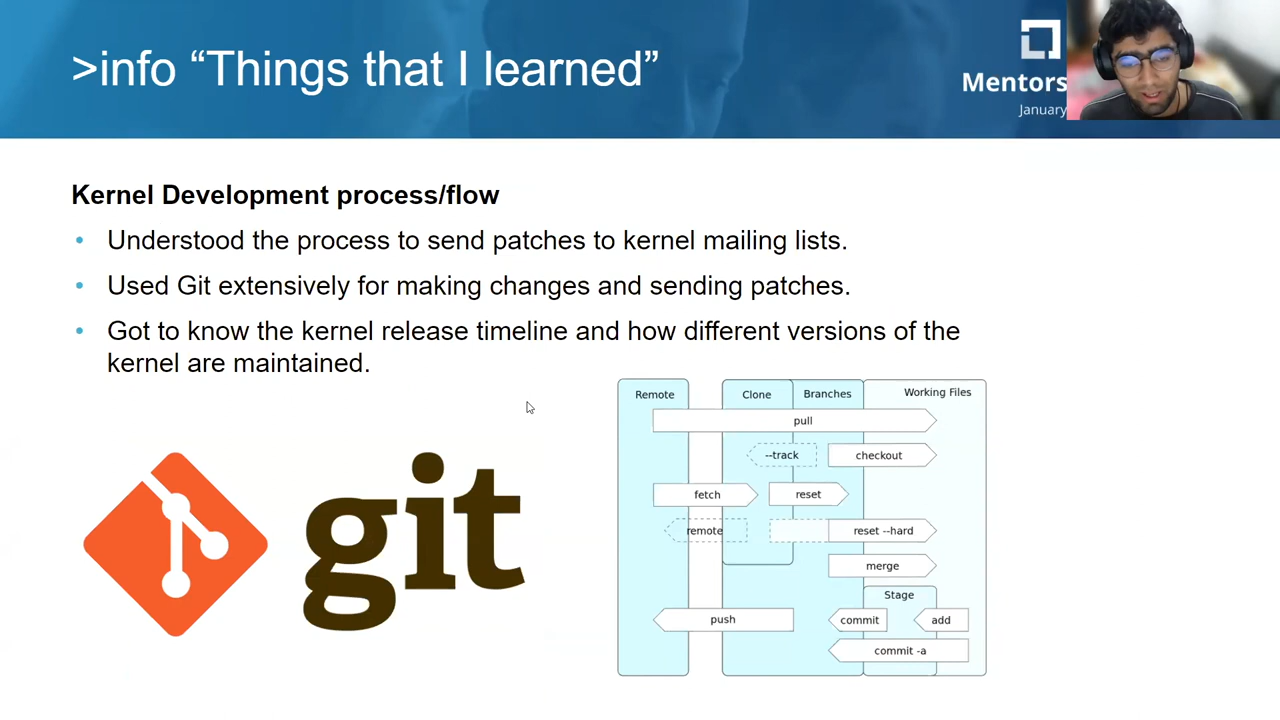 >info “Things that I learned”
Mentors
January
Kernel Development process/flow
• Understood the process to send patches to kernel mailing lists.
• Used Git extensively for making changes and sending patches.
• Got to know the kernel release timeline and how different versions of the
kernel are maintained.
git
Remote
Clone
Branches
Working Files
pull
--track
checkout
fetch
reset
remote
reset --hard
merge
Stage
push
commit
add
commit -a